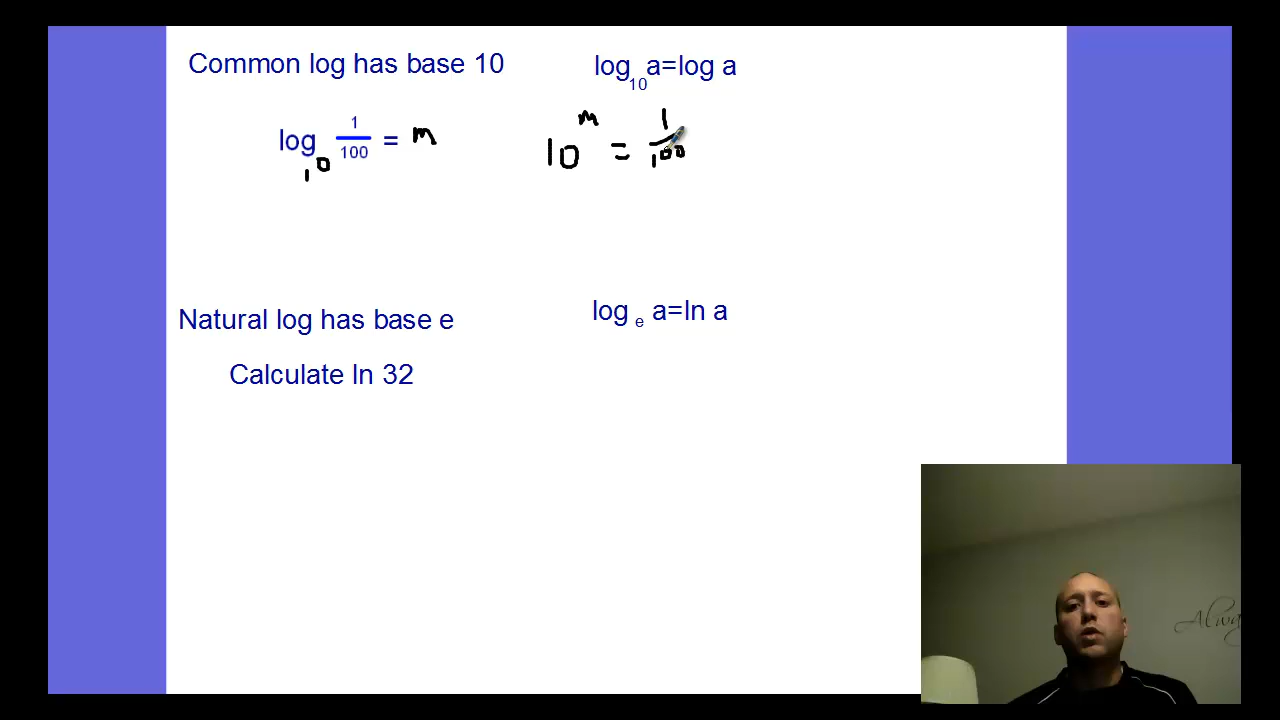 Common log has base 10
log₁₀a=log a
log₁₀ 1/100 = m
10^m = 1/100
Natural log has base e
logₑ a=ln a
Calculate ln 32